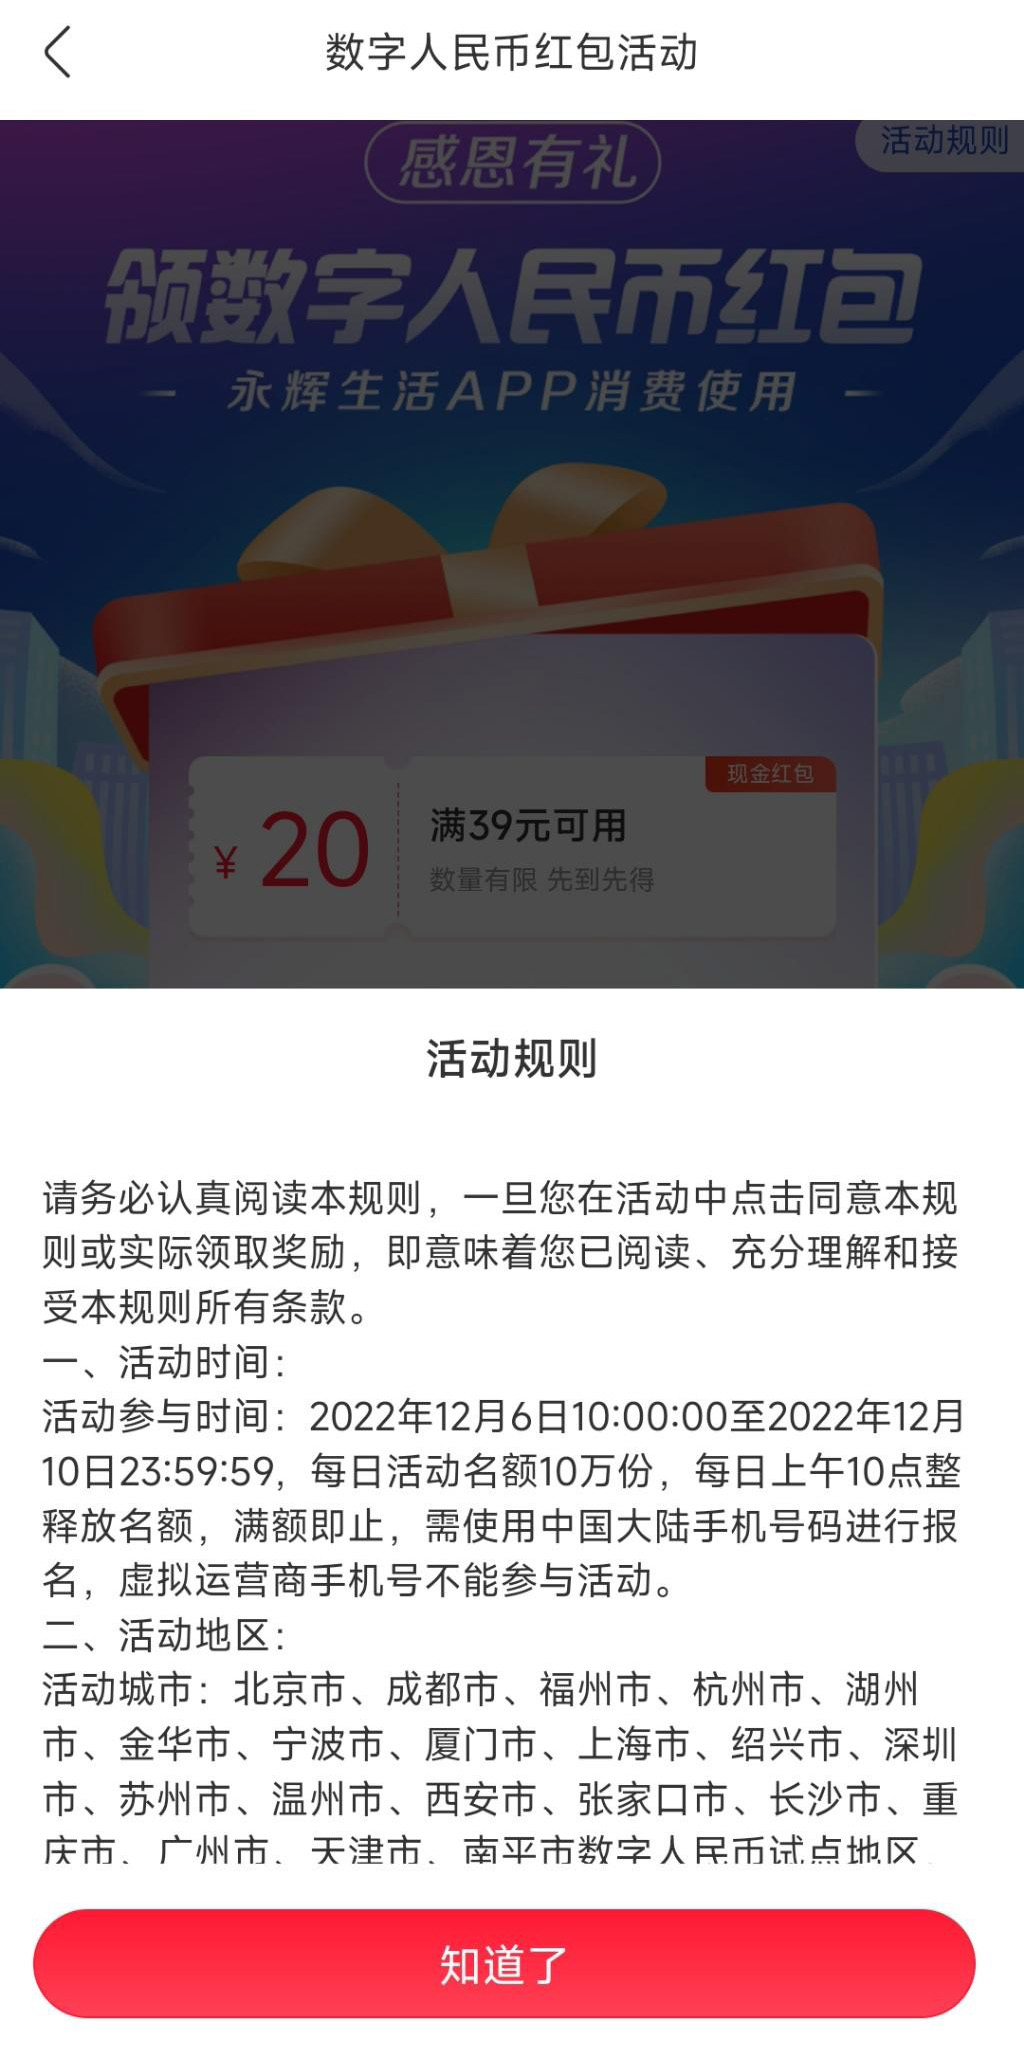 数字人民币红包活动
感恩有礼
活动规则
领数字人民币红包
永辉生活APP消费使用
现金红包
¥ 20
满39元可用
数量有限 先到先得
活动规则
请务必认真阅读本规则，一旦您在活动中点击同意本规
则或实际领取奖励，即意味着您已阅读、充分理解和接
受本规则所有条款。
一、活动时间：
活动参与时间：2022年12月6日10:00:00至2022年12月
10日23:59:59，每日活动名额10万份，每日上午10点整
释放名额，满额即止，需使用中国大陆手机号码进行报
名，虚拟运营商手机号不能参与活动。
二、活动地区：
活动城市：北京市、成都市、福州市、杭州市、湖州
市、金华市、宁波市、厦门市、上海市、绍兴市、深圳
市、苏州市、温州市、西安市、张家口市、长沙市、重
庆市、广州市、天津市、南平市数字人民币试点地区、
知道了